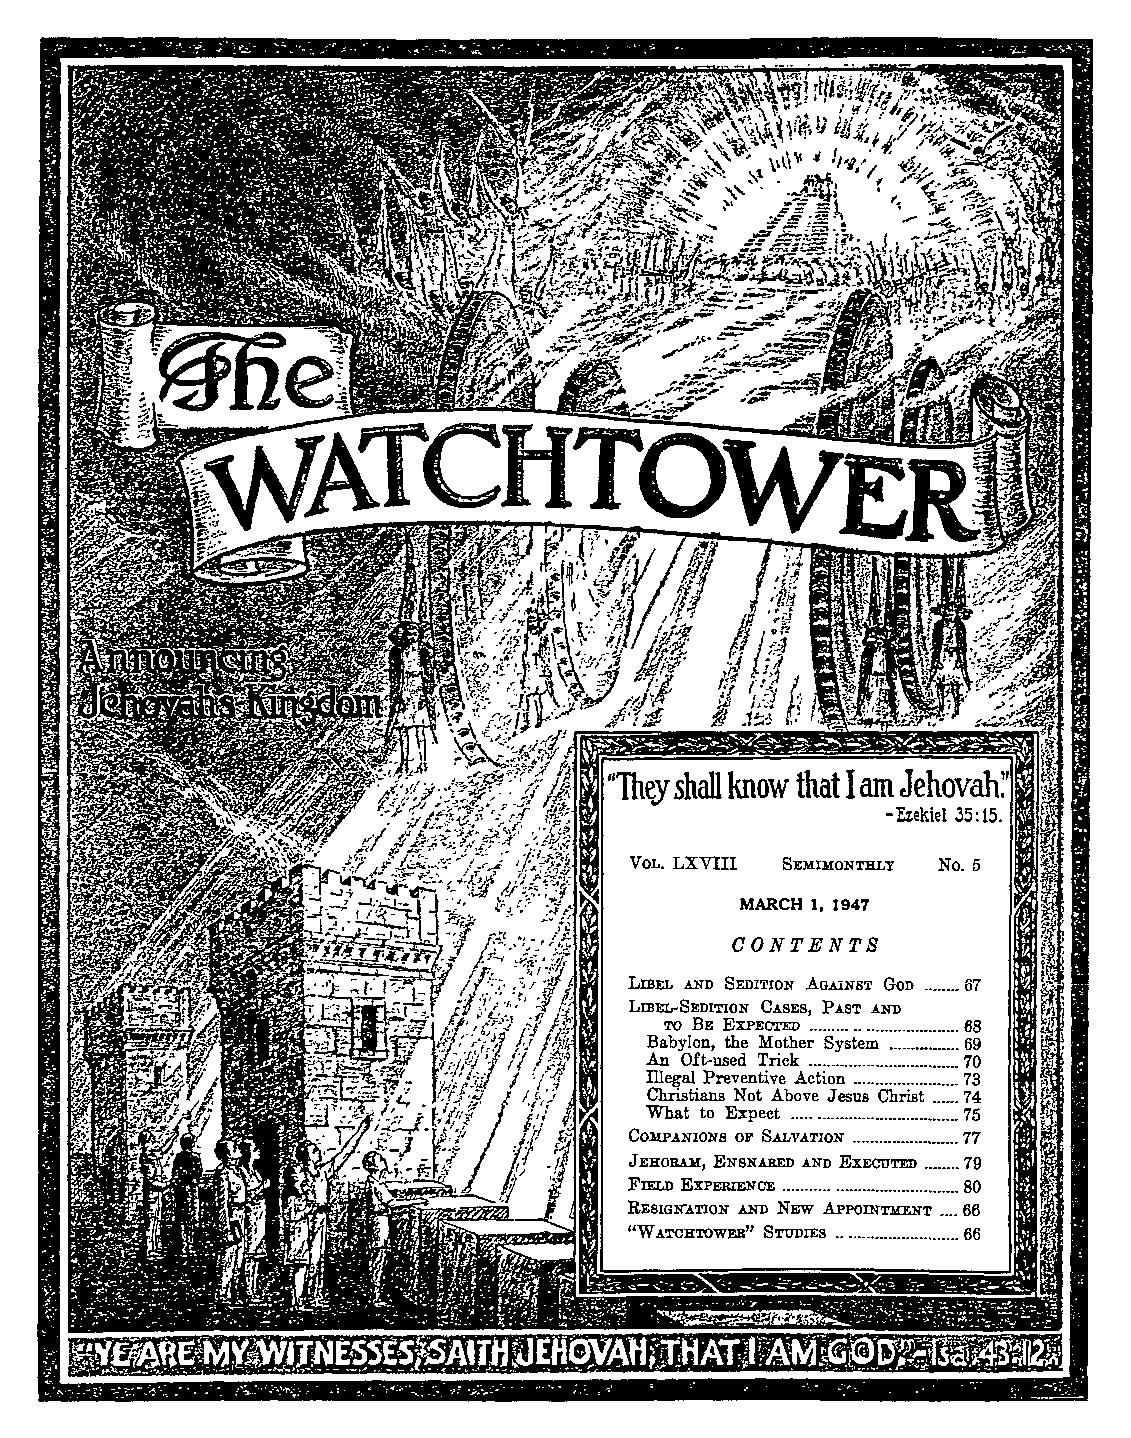 The
WATCHTOWER
Announcing
Jehovah's Kingdom
"They shall know that I am Jehovah."
-Ezekiel 35:15.
VOL. LXVIII SEMIMONTHLY No. 5
MARCH 1, 1947
CONTENTS
LIBEL AND SEDITION AGAINST GOD ........ 67
LIBEL-SEDITION CASES, PAST AND
TO BE EXPECTED .................................. 68
Babylon, the Mother System ................ 69
An Oft-used Trick .................................. 70
Illegal Preventive Action ........................ 73
Christians Not Above Jesus Christ ...... 74
What to Expect ...................................... 75
COMPANIONS OF SALVATION ........................ 77
JEHORAM, ENSNARED AND EXECUTED ........ 79
FIELD EXPERIENCE ........................................ 80
RESIGNATION AND NEW APPOINTMENT .... 66
"WATCHTOWER" STUDIES ............................ 66
"YE ARE MY WITNESSES, SAITH JEHOVAH, THAT I AM GOD."-Isa. 43:12.